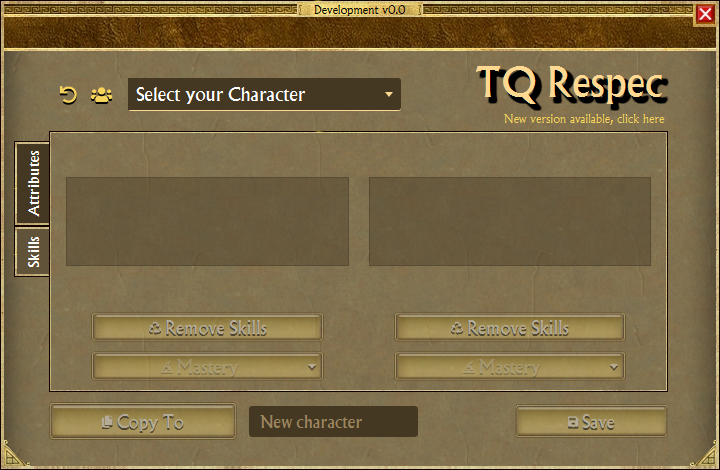 Development v0.0
Select your Character
TQ Respec
New version available, click here
Attributes
Skills
Remove Skills
Remove Skills
Mastery
Mastery
Copy To
New character
Save